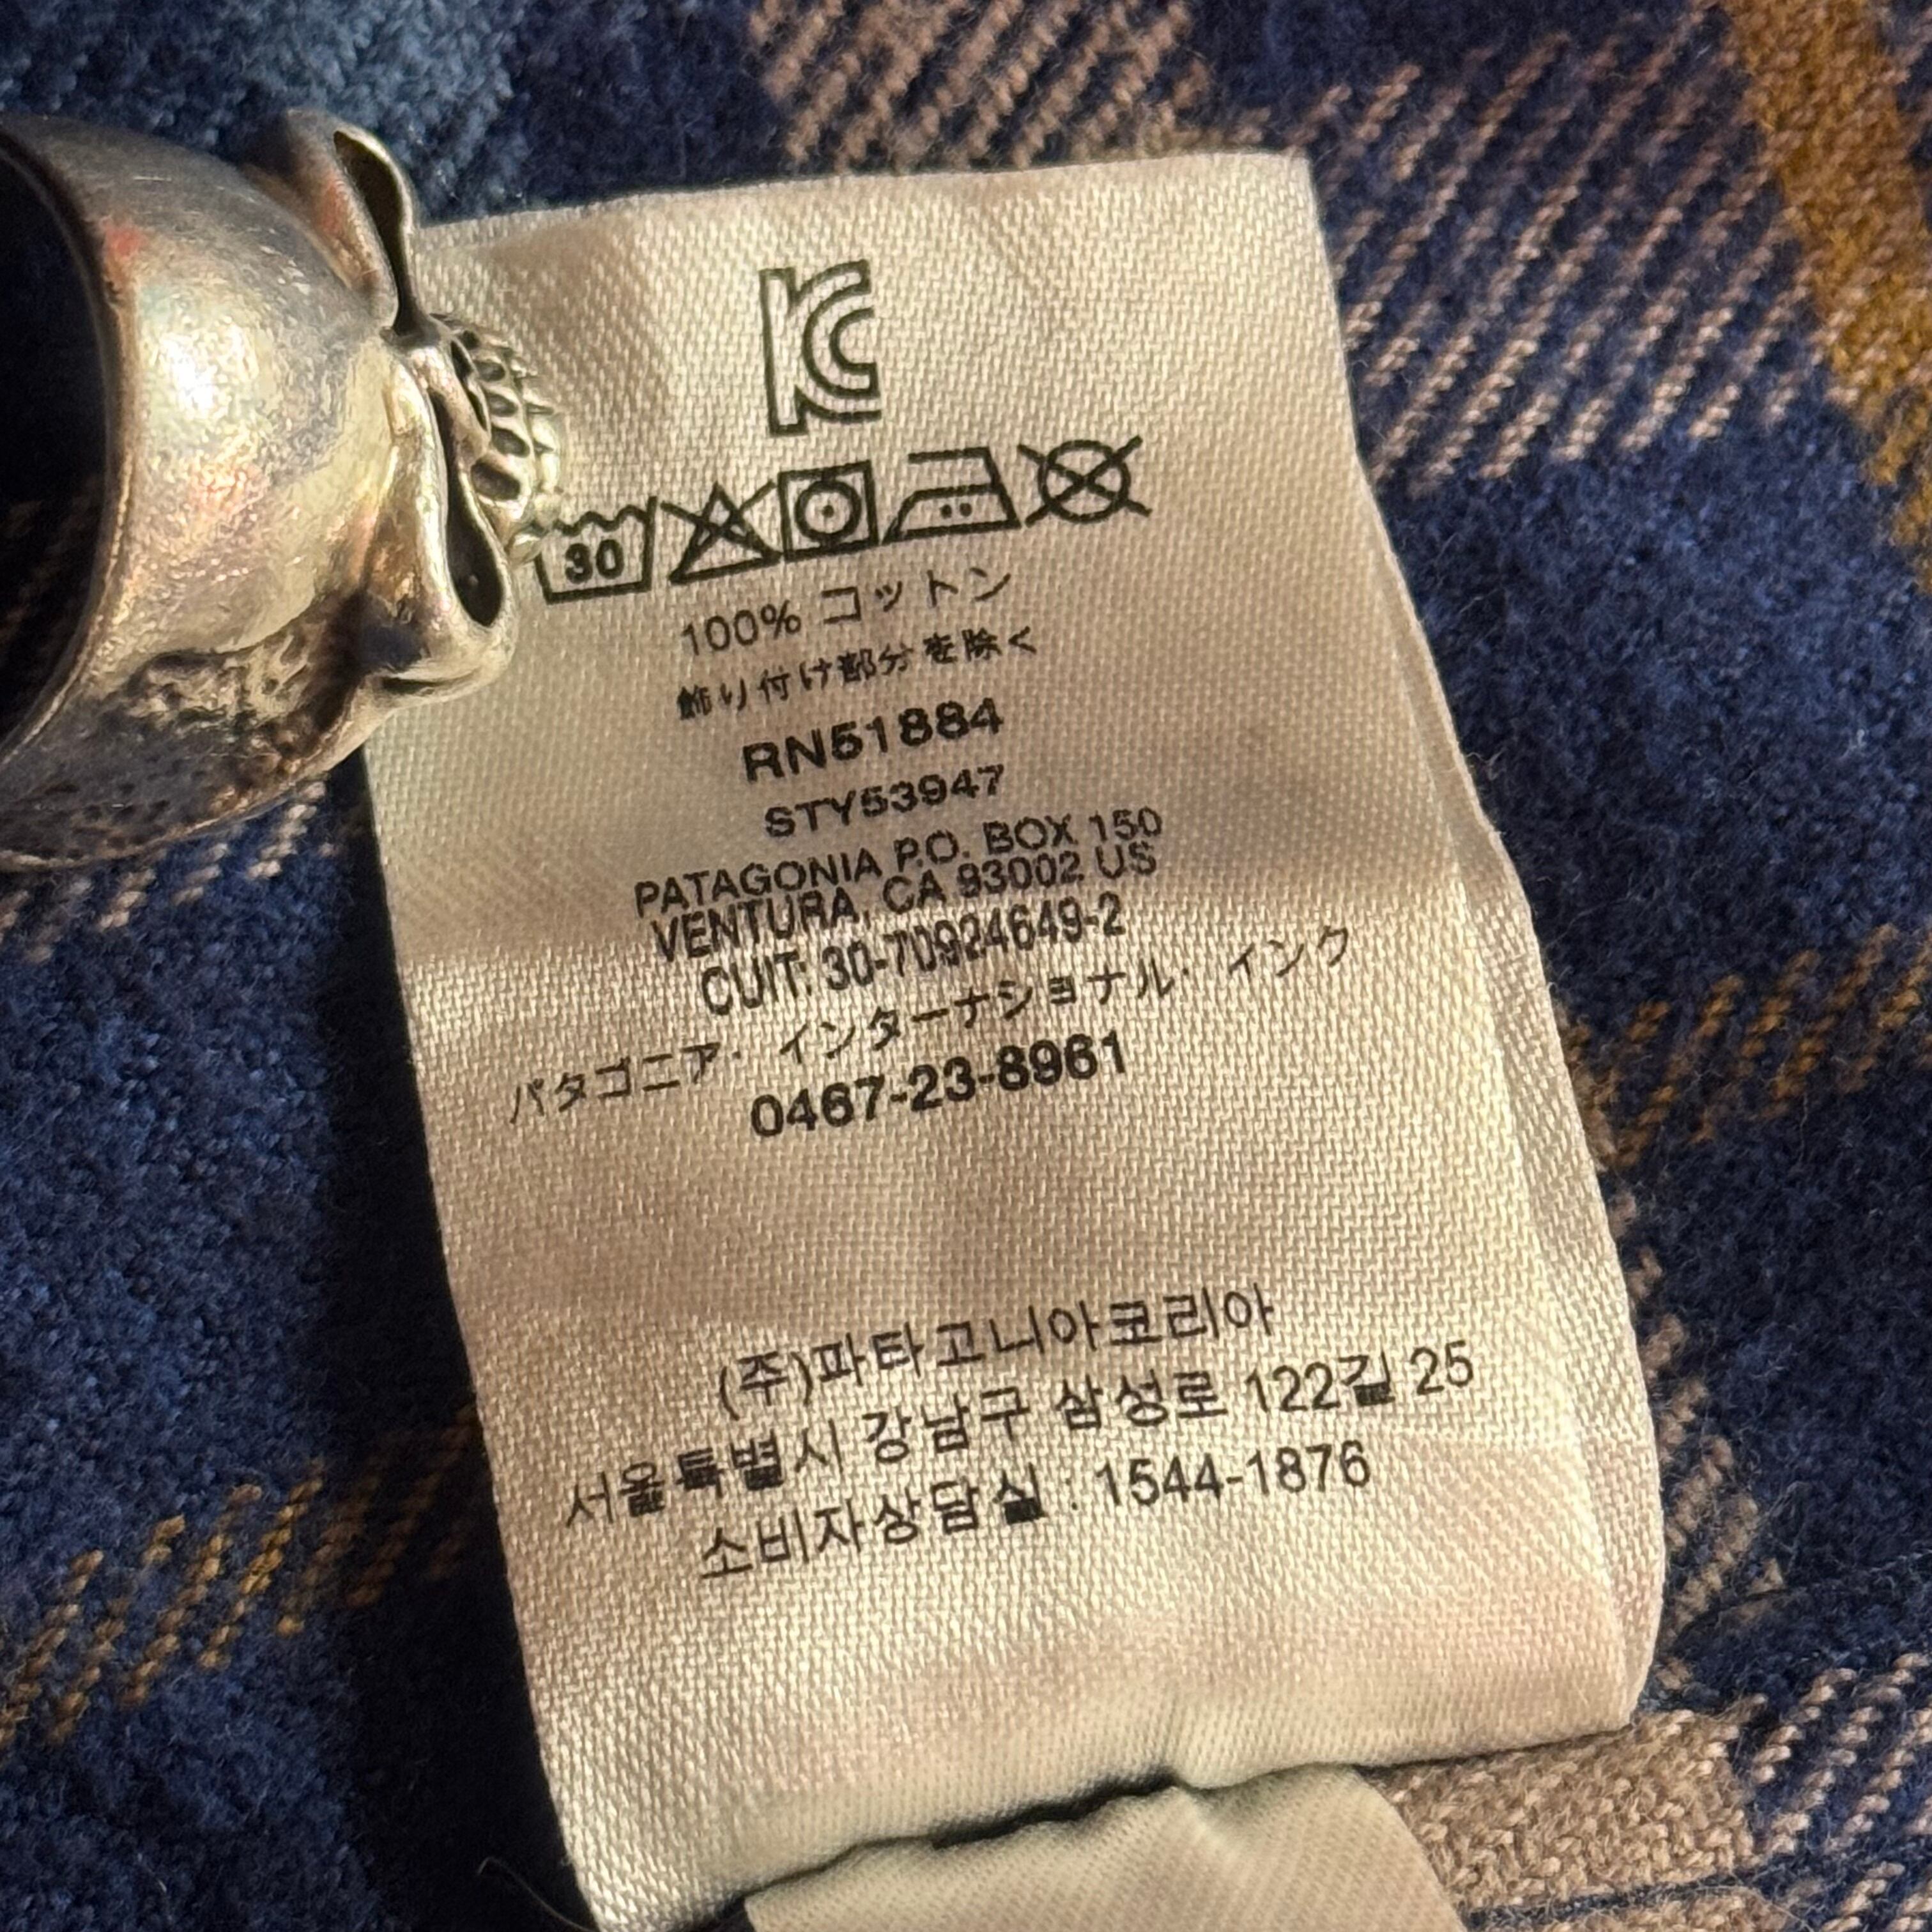 KC
30
100% コットン
飾り付け部分を除く
RN51884
STY53947
PATAGONIA P.O. BOX 150
VENTURA, CA 93002 US
CUIT: 30-70924649-2
パタゴニア・インターナショナル・インク
0467-23-8961
(주)파타고니아코리아
서울특별시 강남구 삼성로 122길 25
소비자상담실 : 1544-1876